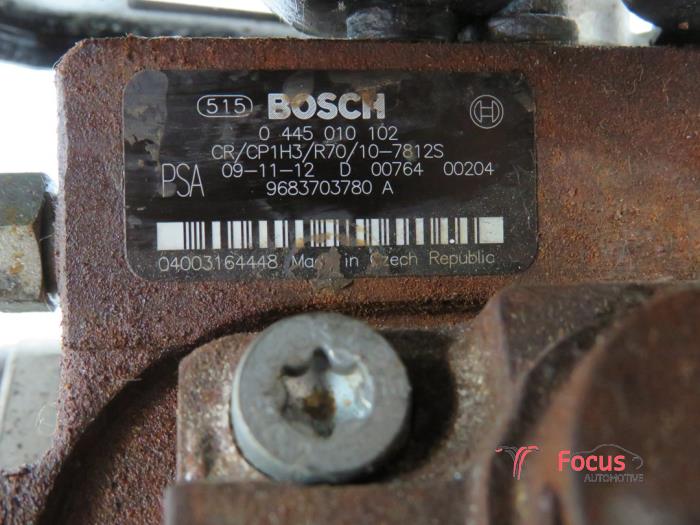 515 BOSCH
0 445 010 102
CR/CP1H3/R70/10-7812S
PSA 09-11-12 D 00764 00204
9683703780 A
04003164448 Made in Czech Republic
Focus
AUTOMOTIVE